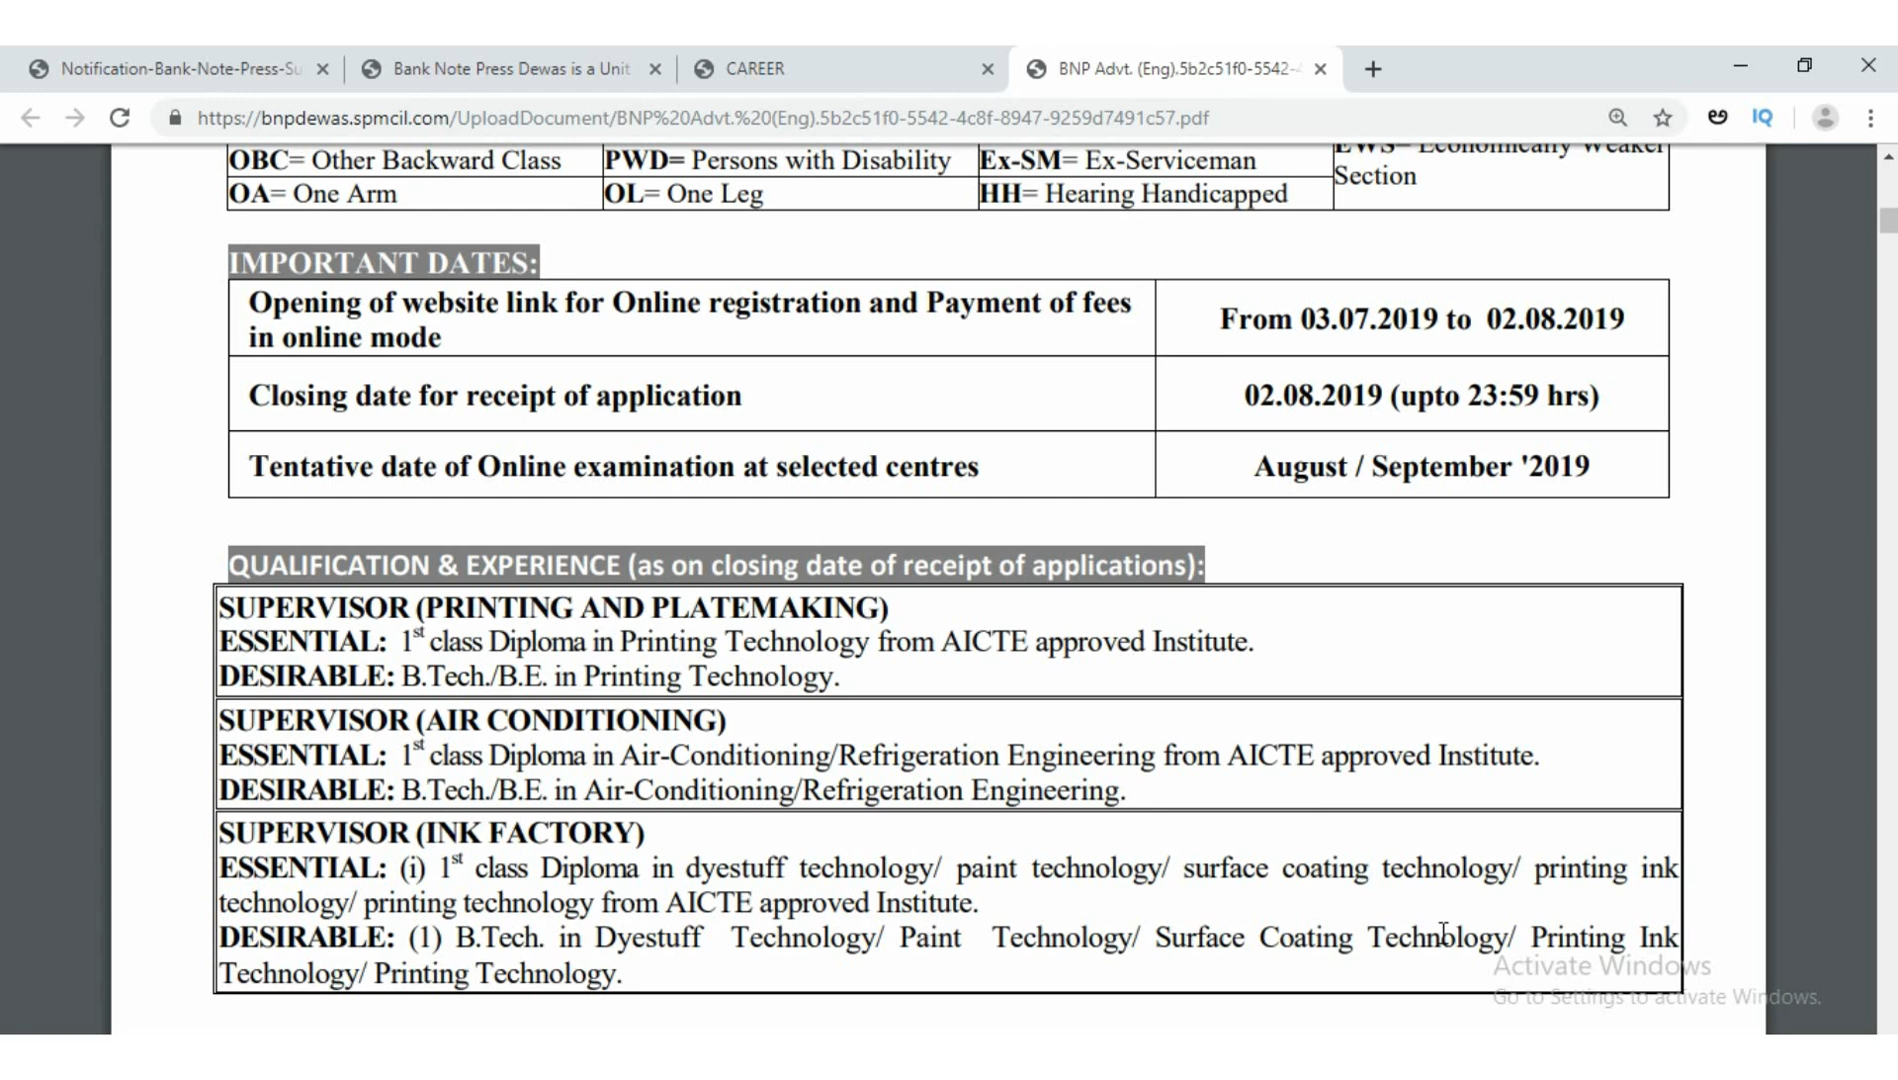 Notification-Bank-Note-Press-Su
Bank Note Press Dewas is a Unit
CAREER
BNP Advt. (Eng).5b2c51f0-5542-4
https://bnpdewas.spmcil.com/UploadDocument/BNP%20Advt.%20(Eng).5b2c51f0-5542-4c8f-8947-9259d7491c57.pdf
IQ
OBC= Other Backward Class
PWD= Persons with Disability
Ex-SM= Ex-Serviceman
EWS= Economically Weaker
Section
OA= One Arm
OL= One Leg
HH= Hearing Handicapped
IMPORTANT DATES:
Opening of website link for Online registration and Payment of fees
in online mode
From 03.07.2019 to 02.08.2019
Closing date for receipt of application
02.08.2019 (upto 23:59 hrs)
Tentative date of Online examination at selected centres
August / September '2019
QUALIFICATION & EXPERIENCE (as on closing date of receipt of applications):
SUPERVISOR (PRINTING AND PLATEMAKING)
ESSENTIAL: 1st class Diploma in Printing Technology from AICTE approved Institute.
DESIRABLE: B.Tech./B.E. in Printing Technology.
SUPERVISOR (AIR CONDITIONING)
ESSENTIAL: 1st class Diploma in Air-Conditioning/Refrigeration Engineering from AICTE approved Institute.
DESIRABLE: B.Tech./B.E. in Air-Conditioning/Refrigeration Engineering.
SUPERVISOR (INK FACTORY)
ESSENTIAL: (i) 1st class Diploma in dyestuff technology/ paint technology/ surface coating technology/ printing ink
technology/ printing technology from AICTE approved Institute.
DESIRABLE: (1) B.Tech. in Dyestuff Technology/ Paint Technology/ Surface Coating Technology/ Printing Ink
Technology/ Printing Technology.
Activate Windows
Go to Settings to activate Windows.